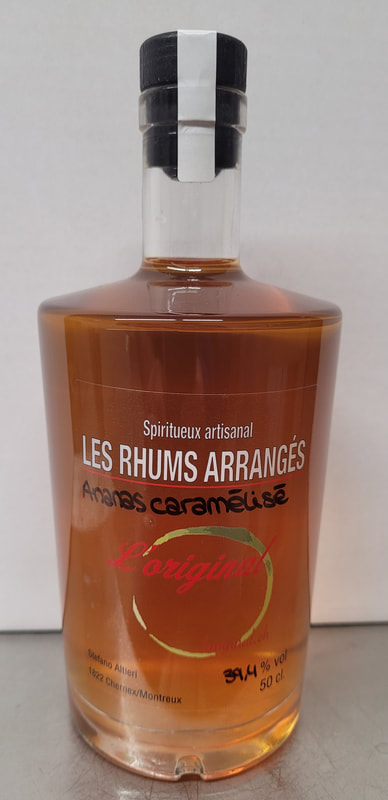 Spiritueux artisanal
LES RHUMS ARRANGÉS
Ananas caramélisé
L'original
Stefano Altieri
1822 Chernex/Montreux
39,4 % vol
50 cl.